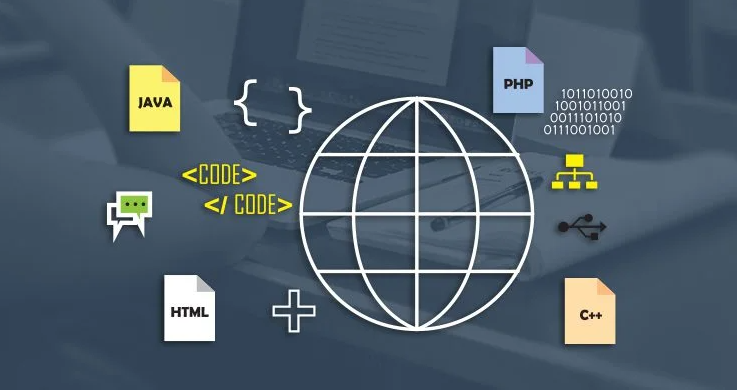 JAVA
{ }
PHP
1011010010
1001011001
0011101010
0111001001
<CODE>
</ CODE>
HTML
C++